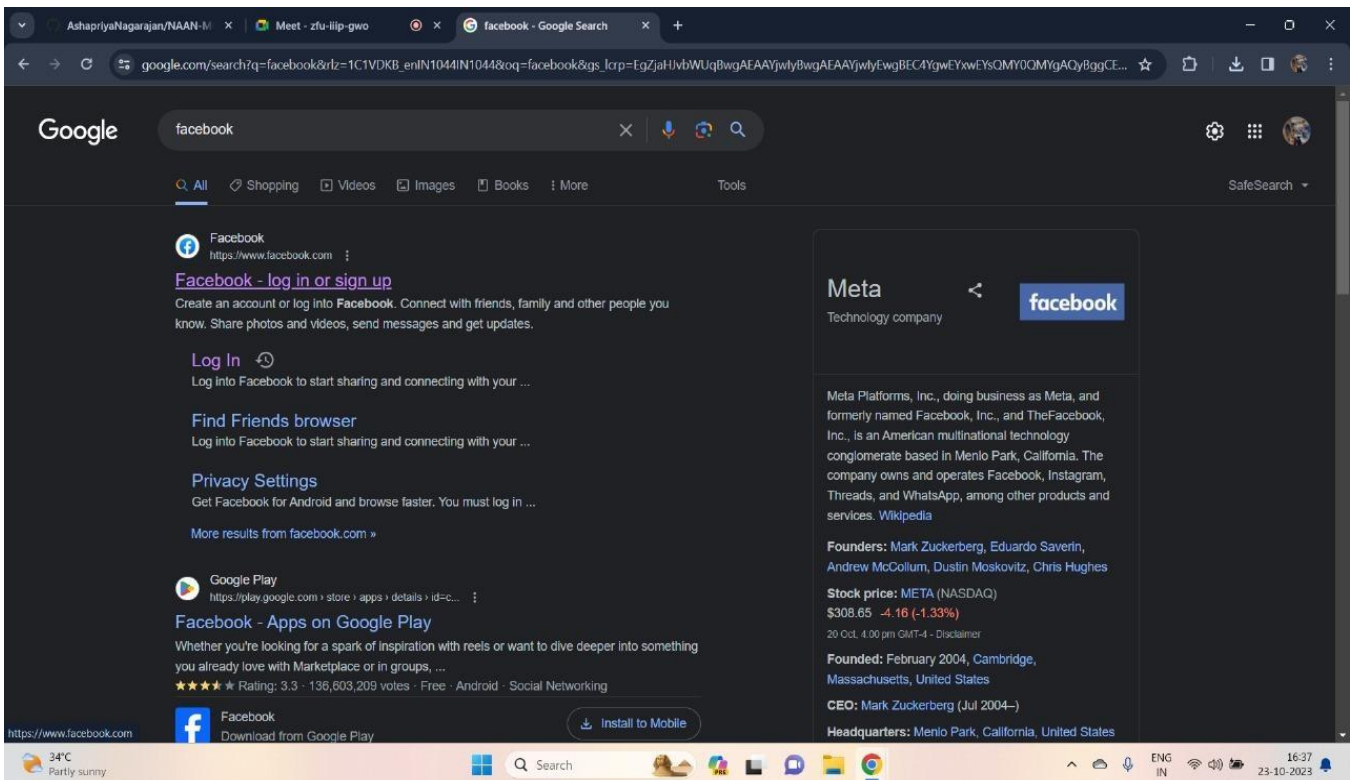 AshapriyaNagarajan/NAAN-M
Meet - zfu-iiip-gwo
facebook - Google Search
google.com/search?q=facebook&rlz=1C1VDKB_enIN1044IN1044&oq=facebook&gs_lcrp=
Google
facebook
All Shopping Videos Images Books More Tools SafeSearch
Facebook
https://www.facebook.com
Facebook - log in or sign up
Create an account or log into Facebook. Connect with friends, family and other people you
know. Share photos and videos, send messages and get updates.
Log In
Log into Facebook to start sharing and connecting with your ...
Find Friends browser
Log into Facebook to start sharing and connecting with your ...
Privacy Settings
Get Facebook for Android and browse faster. You must log in ...
More results from facebook.com »
Google Play
https://play.google.com › store › apps › details › id=c...
Facebook - Apps on Google Play
Whether you're looking for a spark of inspiration with reels or want to dive deeper into something
you already love with Marketplace or in groups, ...
Rating: 3.3 · 136,603,209 votes · Free · Android · Social Networking
Facebook
Download from Google Play
Install to Mobile
Meta
Technology company
facebook
Meta Platforms, Inc., doing business as Meta, and
formerly named Facebook, Inc., and TheFacebook,
Inc., is an American multinational technology
conglomerate based in Menlo Park, California. The
company owns and operates Facebook, Instagram,
Threads, and WhatsApp, among other products and
services. Wikipedia
Founders: Mark Zuckerberg, Eduardo Saverin,
Andrew McCollum, Dustin Moskovitz, Chris Hughes
Stock price: META (NASDAQ)
$308.65 -4.16 (-1.33%)
20 Oct, 4:00 pm GMT-4 - Disclaimer
Founded: February 2004, Cambridge,
Massachusetts, United States
CEO: Mark Zuckerberg (Jul 2004–)
Headquarters: Menlo Park, California, United States
https://www.facebook.com
34°C
Partly sunny
Search
PRE
ENG
IN
16:37
23-10-2023